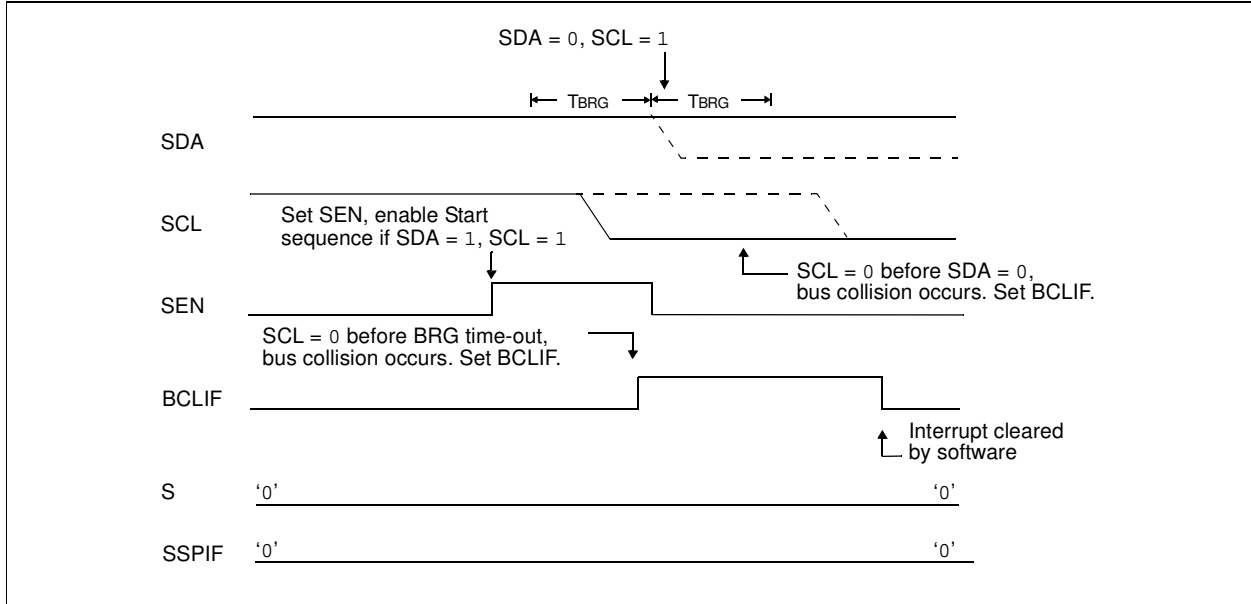 SDA = 0, SCL = 1
TBRG TBRG
SDA
SCL
Set SEN, enable Start
sequence if SDA = 1, SCL = 1
SCL = 0 before SDA = 0,
bus collision occurs. Set BCLIF.
SEN
SCL = 0 before BRG time-out,
bus collision occurs. Set BCLIF.
BCLIF
Interrupt cleared
by software
S ‘0’ ‘0’
SSPIF ‘0’ ‘0’